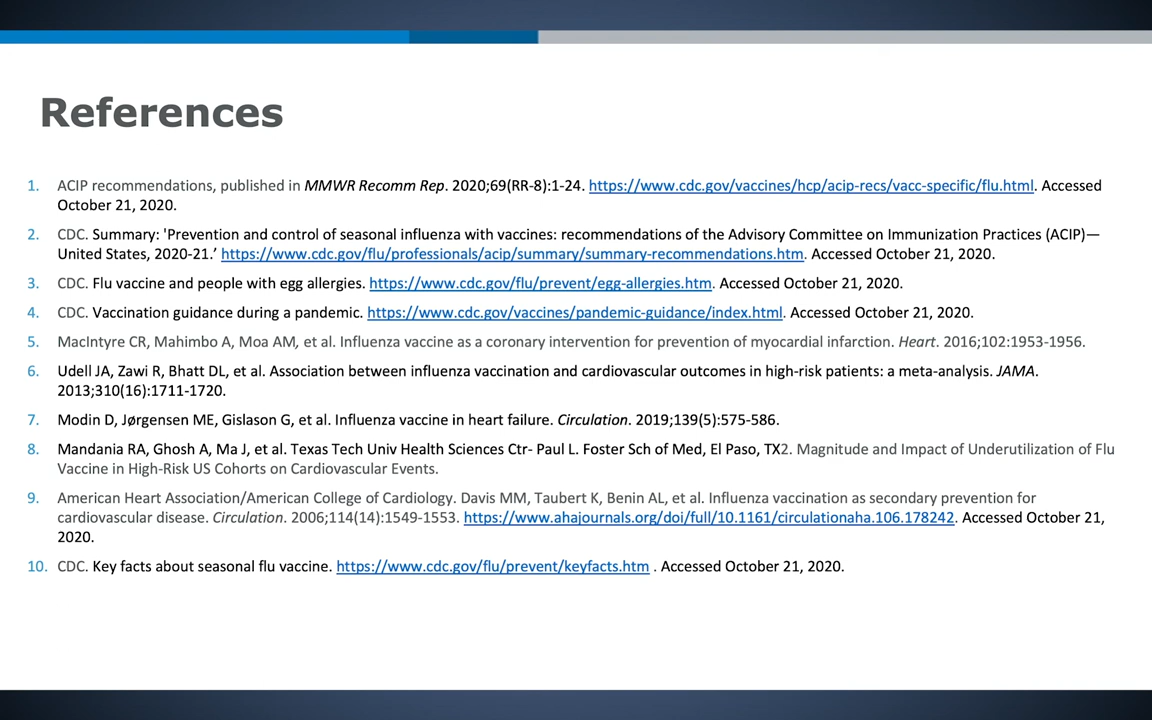 References
1. ACIP recommendations, published in MMWR Recomm Rep. 2020;69(RR-8):1-24. https://www.cdc.gov/vaccines/hcp/acip-recs/vacc-specific/flu.html. Accessed
October 21, 2020.
2. CDC. Summary: 'Prevention and control of seasonal influenza with vaccines: recommendations of the Advisory Committee on Immunization Practices (ACIP)—
United States, 2020-21.’ https://www.cdc.gov/flu/professionals/acip/summary/summary-recommendations.htm. Accessed October 21, 2020.
3. CDC. Flu vaccine and people with egg allergies. https://www.cdc.gov/flu/prevent/egg-allergies.htm. Accessed October 21, 2020.
4. CDC. Vaccination guidance during a pandemic. https://www.cdc.gov/vaccines/pandemic-guidance/index.html. Accessed October 21, 2020.
5. MacIntyre CR, Mahimbo A, Moa AM, et al. Influenza vaccine as a coronary intervention for prevention of myocardial infarction. Heart. 2016;102:1953-1956.
6. Udell JA, Zawi R, Bhatt DL, et al. Association between influenza vaccination and cardiovascular outcomes in high-risk patients: a meta-analysis. JAMA.
2013;310(16):1711-1720.
7. Modin D, Jørgensen ME, Gislason G, et al. Influenza vaccine in heart failure. Circulation. 2019;139(5):575-586.
8. Mandania RA, Ghosh A, Ma J, et al. Texas Tech Univ Health Sciences Ctr- Paul L. Foster Sch of Med, El Paso, TX2. Magnitude and Impact of Underutilization of Flu
Vaccine in High-Risk US Cohorts on Cardiovascular Events.
9. American Heart Association/American College of Cardiology. Davis MM, Taubert K, Benin AL, et al. Influenza vaccination as secondary prevention for
cardiovascular disease. Circulation. 2006;114(14):1549-1553. https://www.ahajournals.org/doi/full/10.1161/circulationaha.106.178242. Accessed October 21,
2020.
10. CDC. Key facts about seasonal flu vaccine. https://www.cdc.gov/flu/prevent/keyfacts.htm . Accessed October 21, 2020.